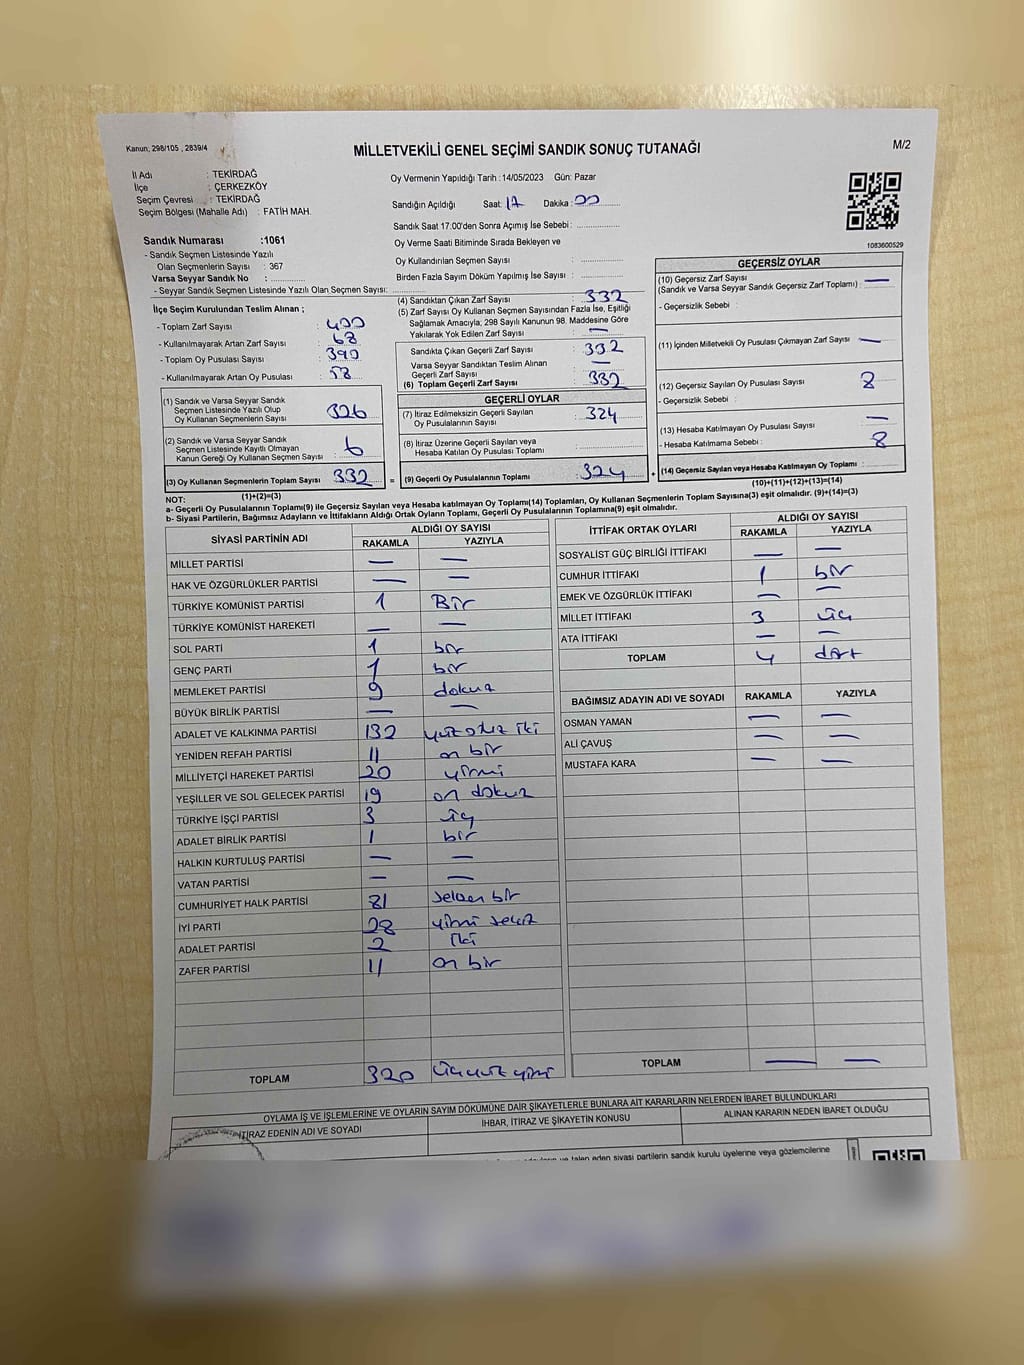 Kanun; 298/105 , 2839/4
MİLLETVEKİLİ GENEL SEÇİMİ SANDIK SONUÇ TUTANAĞI
M/2
İl Adı : TEKİRDAĞ
İlçe : ÇERKEZKÖY
Seçim Çevresi : TEKİRDAĞ
Seçim Bölgesi (Mahalle Adı) : FATİH MAH.
Oy Vermenin Yapıldığı Tarih : 14/05/2023 Gün: Pazar
Sandığın Açıldığı Saat: 17 Dakika: 00
Sandık Saat 17:00'den Sonra Açımış İse Sebebi :
Oy Verme Saati Bitiminde Sırada Bekleyen ve
Oy Kullandırılan Seçmen Sayısı
Birden Fazla Sayım Döküm Yapılmış İse Sayısı :
1083600529
Sandık Numarası :1061
- Sandık Seçmen Listesinde Yazılı
Olan Seçmenlerin Sayısı : 367
Varsa Seyyar Sandık No :
- Seyyar Sandık Seçmen Listesinde Yazılı Olan Seçmen Sayısı:
İlçe Seçim Kurulundan Teslim Alınan ;
- Toplam Zarf Sayısı : 400
- Kullanılmayarak Artan Zarf Sayısı : 68
- Toplam Oy Pusulası Sayısı : 390
- Kullanılmayarak Artan Oy Pusulası : 58
(1) Sandık ve Varsa Seyyar Sandık
Seçmen Listesinde Yazılı Olup
Oy Kullanan Seçmenlerin Sayısı : 326
(2) Sandık ve Varsa Seyyar Sandık
Seçmen Listesinde Kayıtlı Olmayan
Kanun Gereği Oy Kullanan Seçmen Sayısı : 6
(3) Oy Kullanan Seçmenlerin Toplam Sayısı : 332
(1)+(2)=(3)
(4) Sandıktan Çıkan Zarf Sayısı : 332
(5) Zarf Sayısı Oy Kullanan Seçmen Sayısından Fazla İse, Eşitliği
Sağlamak Amacıyla; 298 Sayılı Kanunun 98. Maddesine Göre
Yakılarak Yok Edilen Zarf Sayısı : —
Sandıkta Çıkan Geçerli Zarf Sayısı : 332
Varsa Seyyar Sandıktan Teslim Alınan
Geçerli Zarf Sayısı : —
(6) Toplam Geçerli Zarf Sayısı : 332
GEÇERLİ OYLAR
(7) İtiraz Edilmeksizin Geçerli Sayılan
Oy Pusulalarının Sayısı : 324
(8) İtiraz Üzerine Geçerli Sayılan veya
Hesaba Katılan Oy Pusulası Toplamı
= (9) Geçerli Oy Pusulalarının Toplamı : 324
GEÇERSİZ OYLAR
(10) Geçersiz Zarf Sayısı
(Sandık ve Varsa Seyyar Sandık Geçersiz Zarf Toplamı) : —
- Geçersizlik Sebebi :
(11) İçinden Milletvekili Oy Pusulası Çıkmayan Zarf Sayısı : —
(12) Geçersiz Sayılan Oy Pusulası Sayısı : 8
- Geçersizlik Sebebi :
(13) Hesaba Katılmayan Oy Pusulası Sayısı : —
- Hesaba Katılmama Sebebi : 8
+ (14) Geçersiz Sayılan veya Hesaba Katılmayan Oy Toplamı :
(10)+(11)+(12)+(13)=(14)
NOT:
a- Geçerli Oy Pusulalarının Toplamı(9) ile Geçersiz Sayılan veya Hesaba katılmayan Oy Toplamı(14) Toplamları, Oy Kullanan Seçmenlerin Toplam Sayısına(3) eşit olmalıdır. (9)+(14)=(3)
b- Siyasi Partilerin, Bağımsız Adayların ve İttifakların Aldığı Ortak Oyların Toplamı, Geçerli Oy Pusulalarının Toplamına(9) eşit olmalıdır.
SİYASİ PARTİNİN ADI ALDIĞI OY SAYISI
RAKAMLA YAZIYLA
MİLLET PARTİSİ — —
HAK VE ÖZGÜRLÜKLER PARTİSİ — —
TÜRKİYE KOMÜNİST PARTİSİ 1 Bir
TÜRKİYE KOMÜNİST HAREKETİ — —
SOL PARTİ 1 bir
GENÇ PARTİ 1 bir
MEMLEKET PARTİSİ 9 dokuz
BÜYÜK BİRLİK PARTİSİ — —
ADALET VE KALKINMA PARTİSİ 132 yüz otuz iki
YENİDEN REFAH PARTİSİ 11 on bir
MİLLİYETÇİ HAREKET PARTİSİ 20 yirmi
YEŞİLLER VE SOL GELECEK PARTİSİ 19 on dokuz
TÜRKİYE İŞÇİ PARTİSİ 3 üç
ADALET BİRLİK PARTİSİ 1 bir
HALKIN KURTULUŞ PARTİSİ — —
VATAN PARTİSİ — —
CUMHURİYET HALK PARTİSİ 81 seksen bir
İYİ PARTİ 28 yirmi sekiz
ADALET PARTİSİ 2 iki
ZAFER PARTİSİ 11 on bir
TOPLAM 320 üçyüz yirmi
İTTİFAK ORTAK OYLARI ALDIĞI OY SAYISI
RAKAMLA YAZIYLA
SOSYALİST GÜÇ BİRLİĞİ İTTİFAKI — —
CUMHUR İTTİFAKI 1 bir
EMEK VE ÖZGÜRLÜK İTTİFAKI — —
MİLLET İTTİFAKI 3 üç
ATA İTTİFAKI — —
TOPLAM 4 dört
BAĞIMSIZ ADAYIN ADI VE SOYADI RAKAMLA YAZIYLA
OSMAN YAMAN — —
ALİ ÇAVUŞ — —
MUSTAFA KARA — —
TOPLAM — —
OYLAMA İŞ VE İŞLEMLERİNE VE OYLARIN SAYIM DÖKÜMÜNE DAİR ŞİKAYETLERLE BUNLARA AİT KARARLARIN NELERDEN İBARET BULUNDUKLARI
İTİRAZ EDENİN ADI VE SOYADI İHBAR, İTİRAZ VE ŞİKAYETİN KONUSU ALINAN KARARIN NEDEN İBARET OLDUĞU
ve talep eden siyasi partilerin sandık kurulu üyelerine veya gözlemcilerine